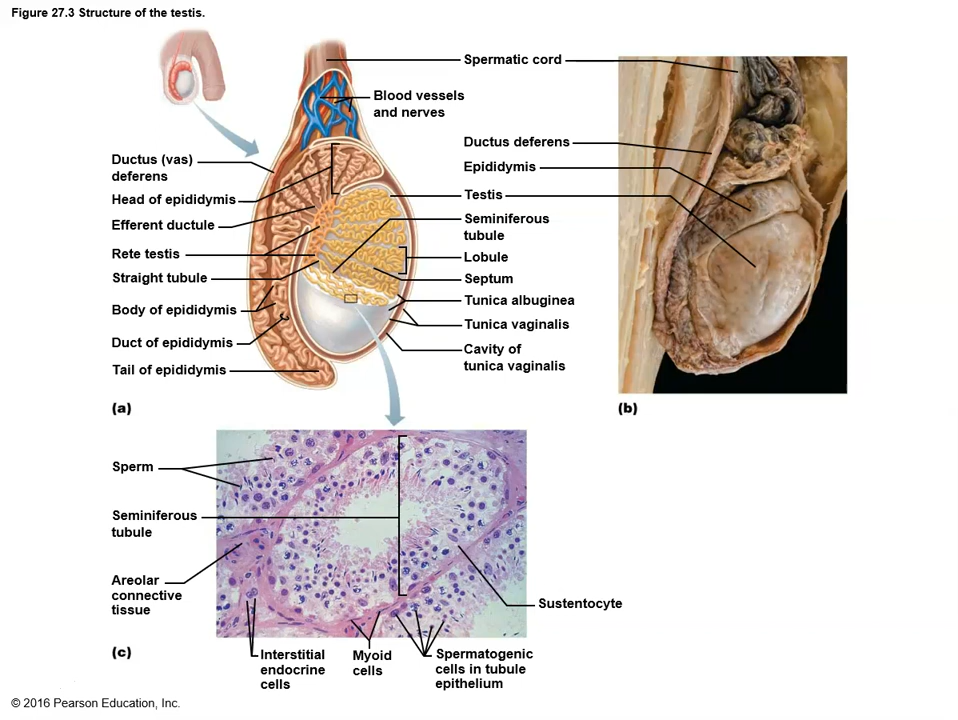 Figure 27.3 Structure of the testis.
Spermatic cord
Blood vessels
and nerves
Ductus (vas)
deferens
Head of epididymis
Efferent ductule
Rete testis
Straight tubule
Body of epididymis
Duct of epididymis
Tail of epididymis
Ductus deferens
Epididymis
Testis
Seminiferous
tubule
Lobule
Septum
Tunica albuginea
Tunica vaginalis
Cavity of
tunica vaginalis
(a)
(b)
Sperm
Seminiferous
tubule
Areolar
connective
tissue
Sustentocyte
(c)
Interstitial
endocrine
cells
Myoid
cells
Spermatogenic
cells in tubule
epithelium
© 2016 Pearson Education, Inc.